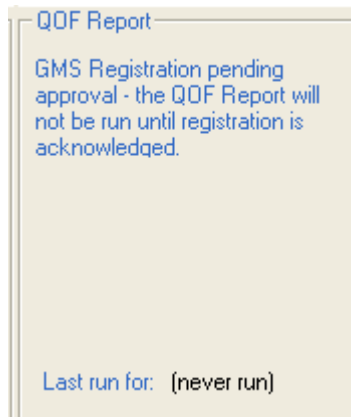 QOF Report
GMS Registration pending
approval - the QOF Report will
not be run until registration is
acknowledged.
Last run for: (never run)